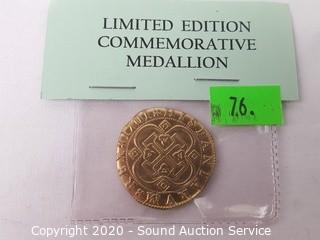 LIMITED EDITION
COMMEMORATIVE
MEDALLION
76.
Copyright 2020 - Sound Auction Service